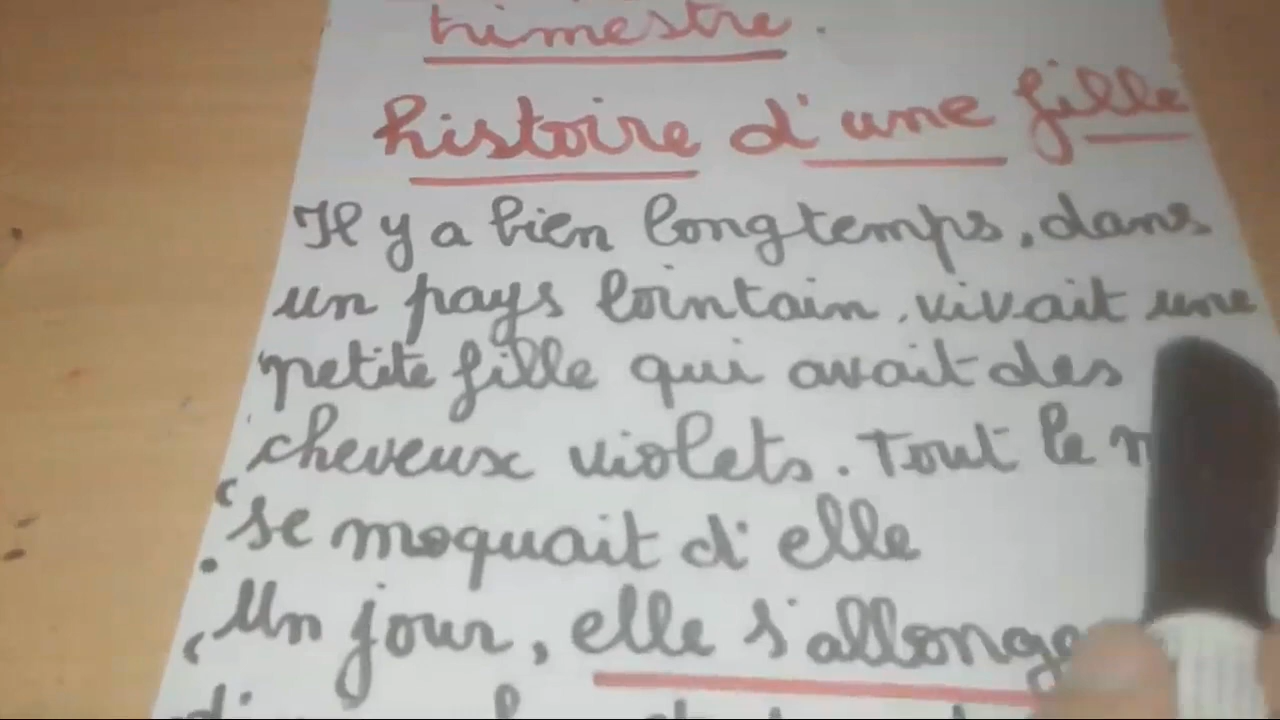 trimestre.
histoire d'une fille
Il y a bien longtemps, dans
un pays lointain, vivait une
petite fille qui avait des
cheveux violets. Tout le
se moquait d'elle
Un jour, elle s'allonge